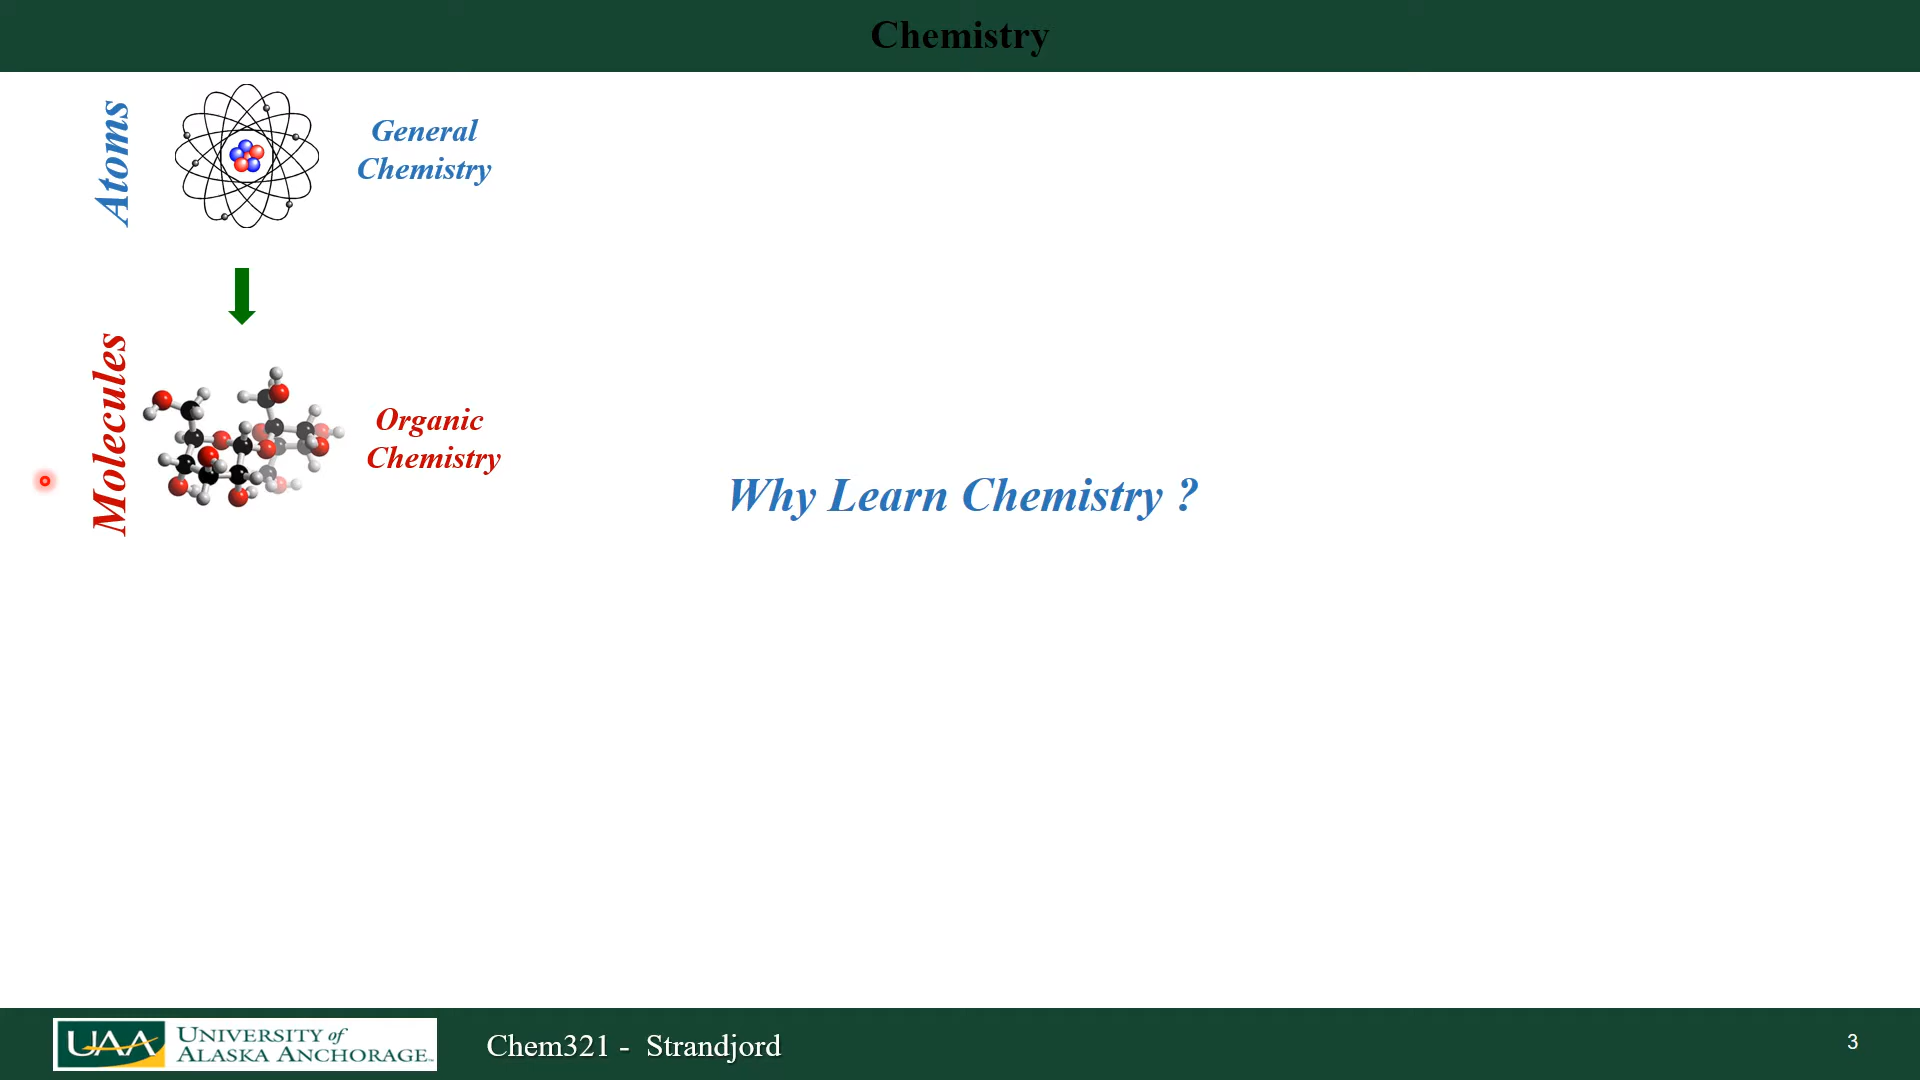 Chemistry
Atoms
General
Chemistry
Molecules
Organic
Chemistry
Why Learn Chemistry ?
UAA
UNIVERSITY of
ALASKA ANCHORAGE
Chem321 - Strandjord
3